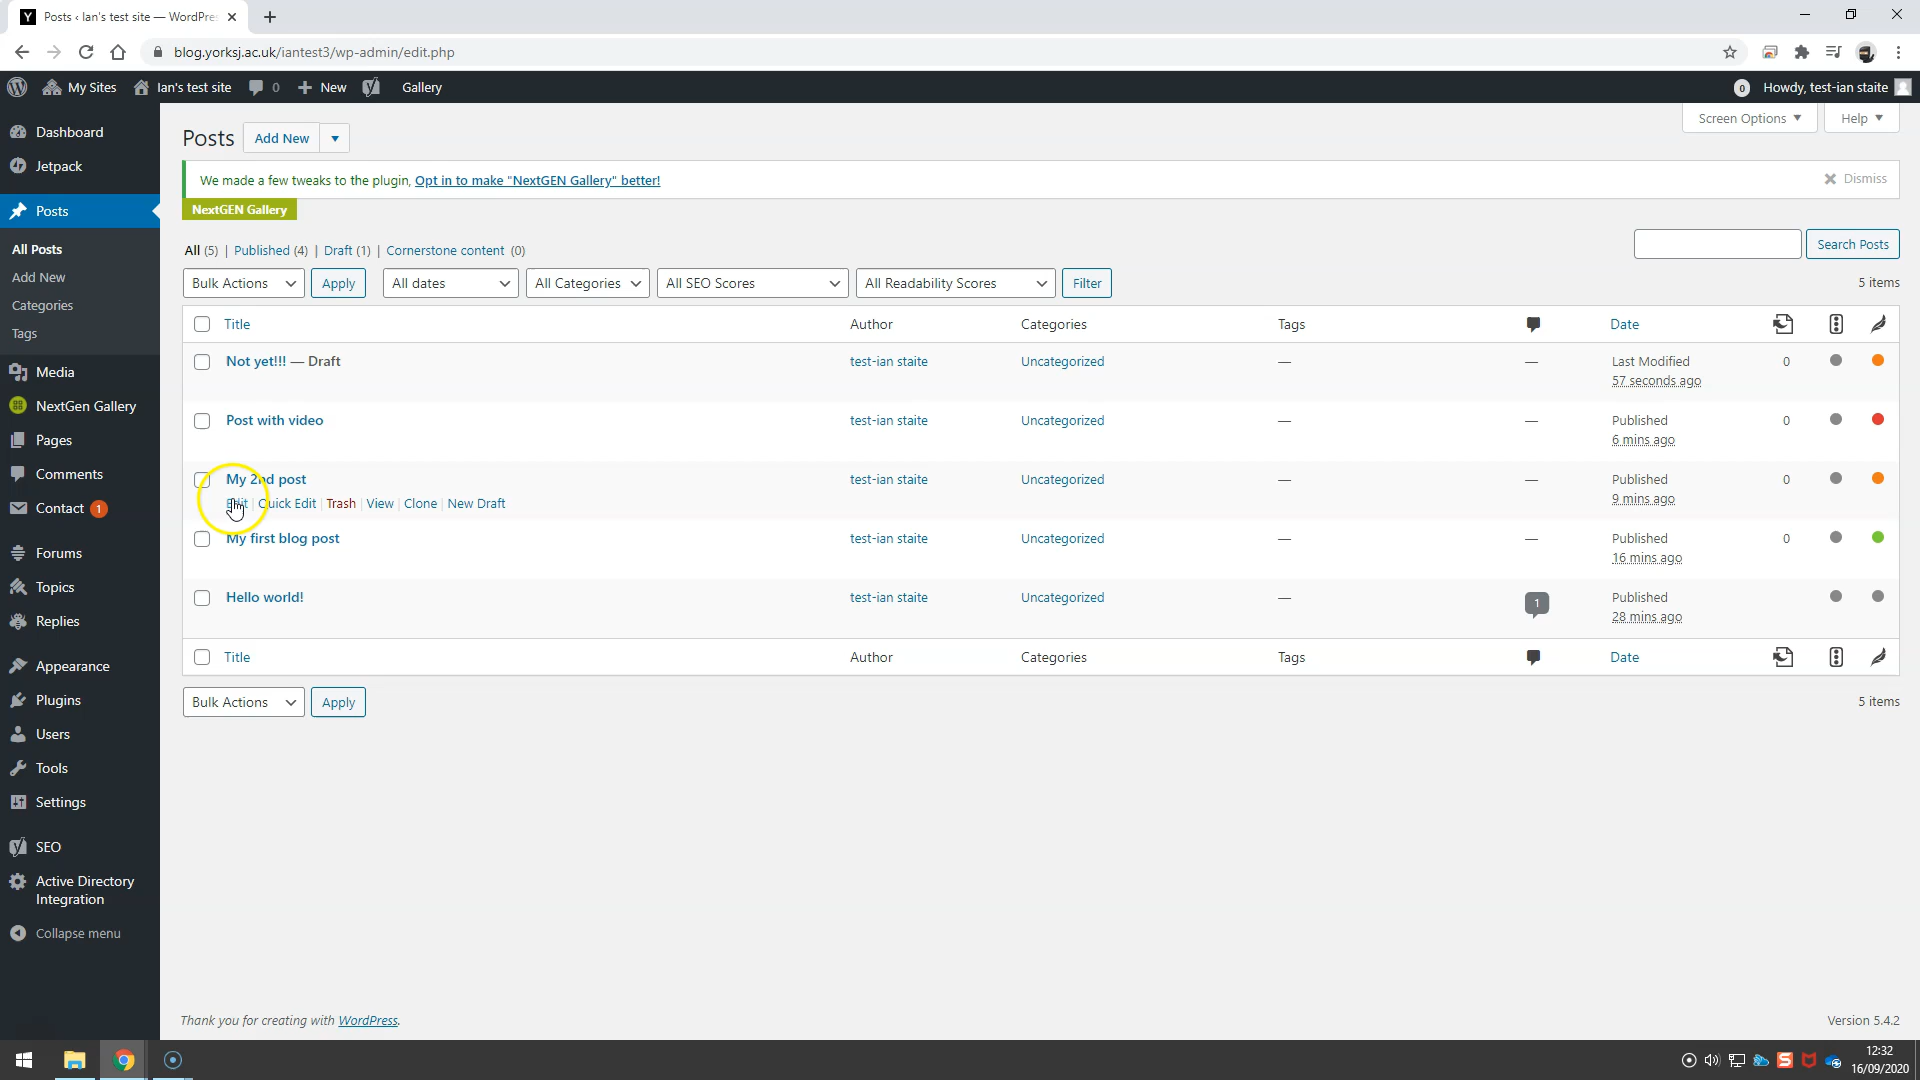 Posts ‹ Ian's test site — WordPre
blog.yorksj.ac.uk/iantest3/wp-admin/edit.php
My Sites Ian's test site 0 New Gallery 0 Howdy, test-ian staite
Dashboard
Jetpack
Posts
All Posts
Add New
Categories
Tags
Media
NextGen Gallery
Pages
Comments
Contact 1
Forums
Topics
Replies
Appearance
Plugins
Users
Tools
Settings
SEO
Active Directory
Integration
Collapse menu
Screen Options Help
Posts Add New
We made a few tweaks to the plugin, Opt in to make "NextGEN Gallery" better! Dismiss
NextGEN Gallery
All (5) | Published (4) | Draft (1) | Cornerstone content (0)
Search Posts
Bulk Actions Apply All dates All Categories All SEO Scores All Readability Scores Filter 5 items
Title Author Categories Tags Date
Not yet!!! — Draft test-ian staite Uncategorized — — Last Modified 0
57 seconds ago
Post with video test-ian staite Uncategorized — — Published 0
6 mins ago
My 2nd post test-ian staite Uncategorized — — Published 0
9 mins ago
Edit | Quick Edit | Trash | View | Clone | New Draft
My first blog post test-ian staite Uncategorized — — Published 0
16 mins ago
Hello world! test-ian staite Uncategorized — 1 Published
28 mins ago
Title Author Categories Tags Date
Bulk Actions Apply 5 items
Thank you for creating with WordPress. Version 5.4.2
12:32
16/09/2020